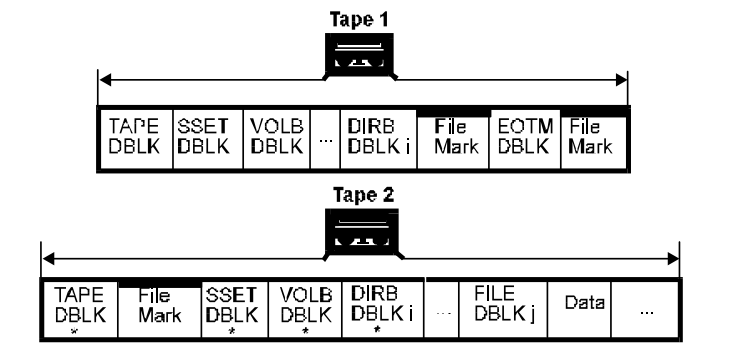 Tape 1
TAPE DBLK
SSET DBLK
VOLB DBLK
...
DIRB DBLK i
File Mark
EOTM DBLK
File Mark
Tape 2
TAPE DBLK *
File Mark
SSET DBLK *
VOLB DBLK *
DIRB DBLK i *
...
FILE DBLK j
Data
...